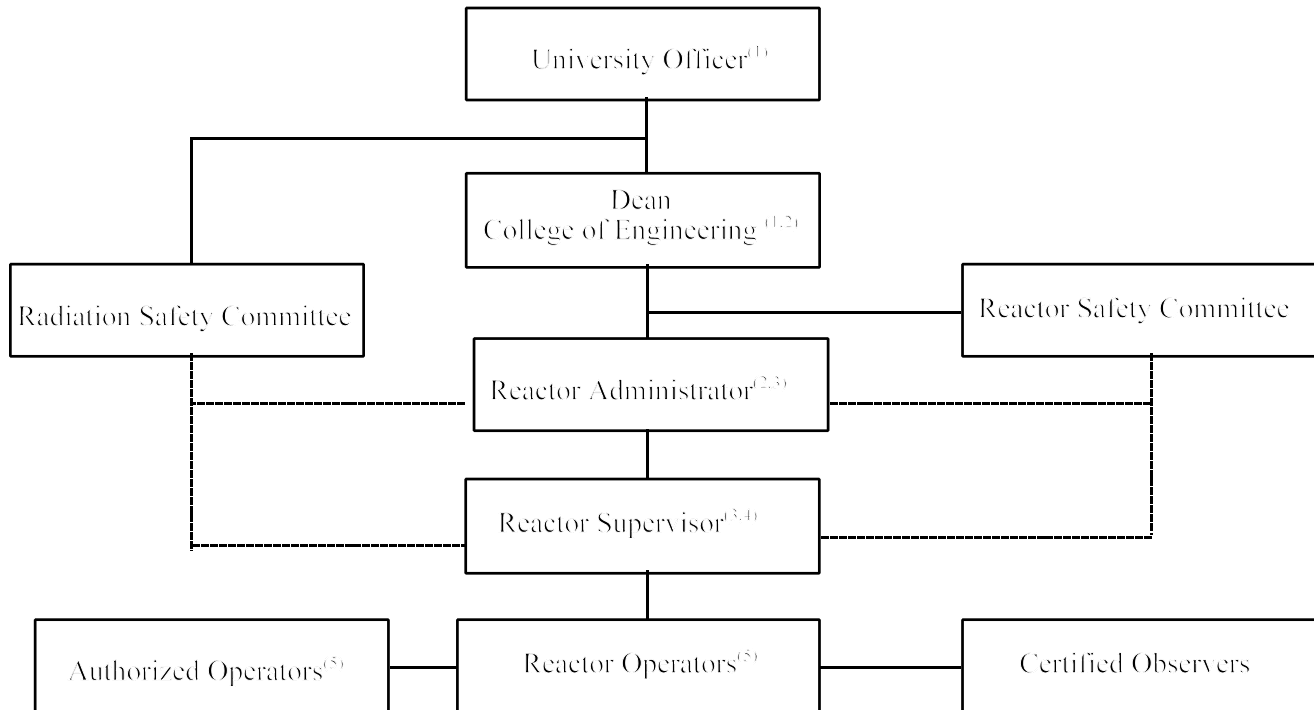 University Officer(1)
Dean
College of Engineering (1,2)
Radiation Safety Committee
Reactor Safety Committee
Reactor Administrator(2,3)
Reactor Supervisor(3,4)
Authorized Operators(5)
Reactor Operators(5)
Certified Observers